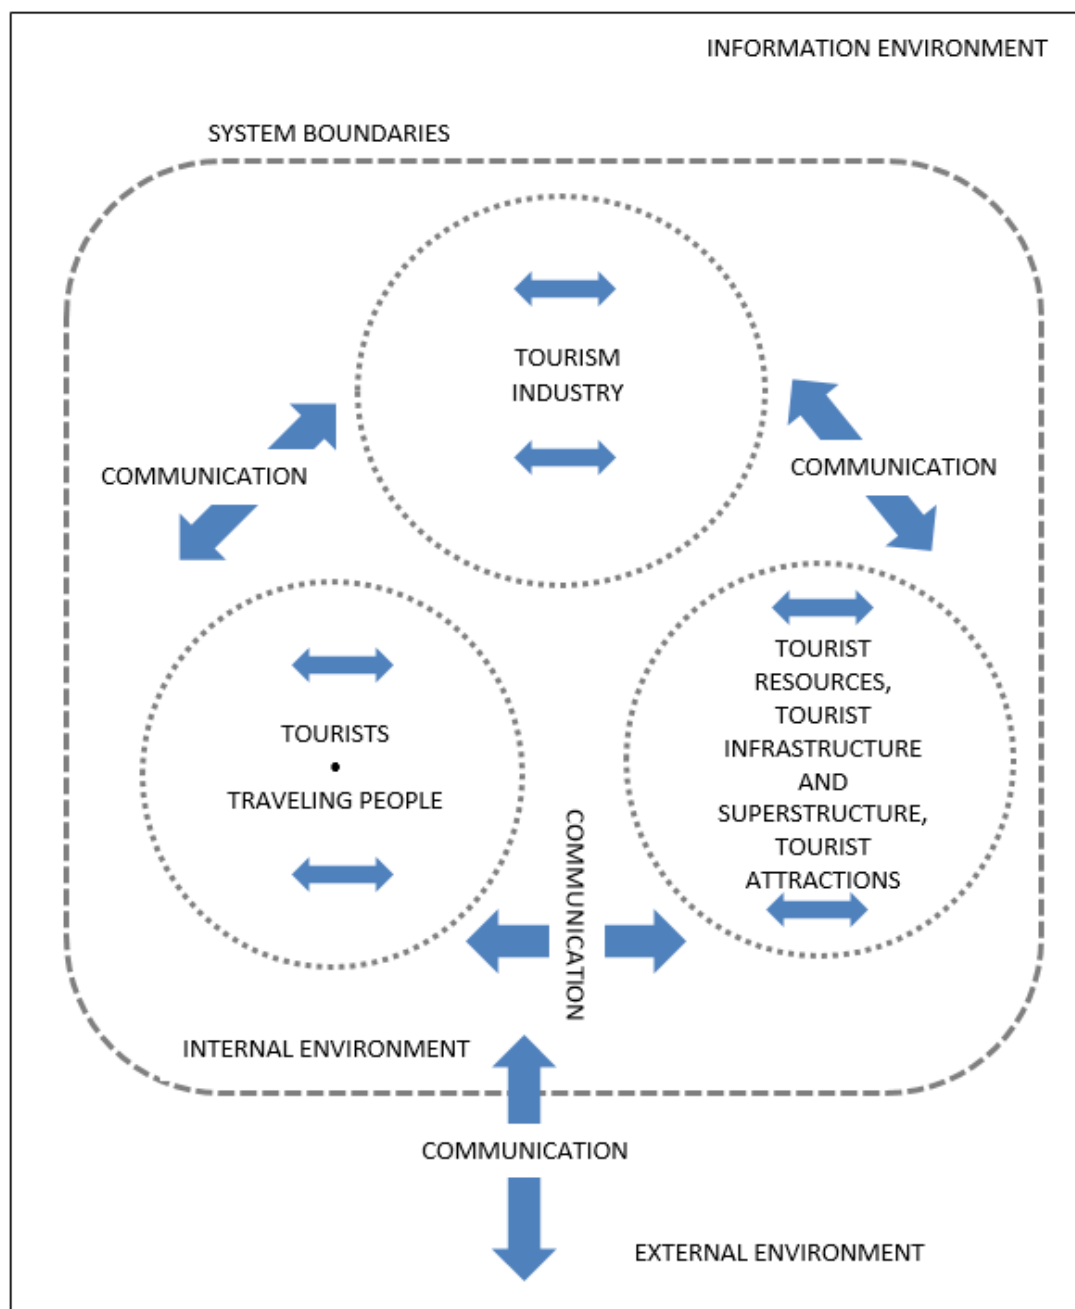 INFORMATION ENVIRONMENT
SYSTEM BOUNDARIES
TOURISM
INDUSTRY
COMMUNICATION
COMMUNICATION
TOURISTS
•
TRAVELING PEOPLE
TOURIST
RESOURCES,
TOURIST
INFRASTRUCTURE
AND
SUPERSTRUCTURE,
TOURIST
ATTRACTIONS
COMMUNICATION
INTERNAL ENVIRONMENT
COMMUNICATION
EXTERNAL ENVIRONMENT